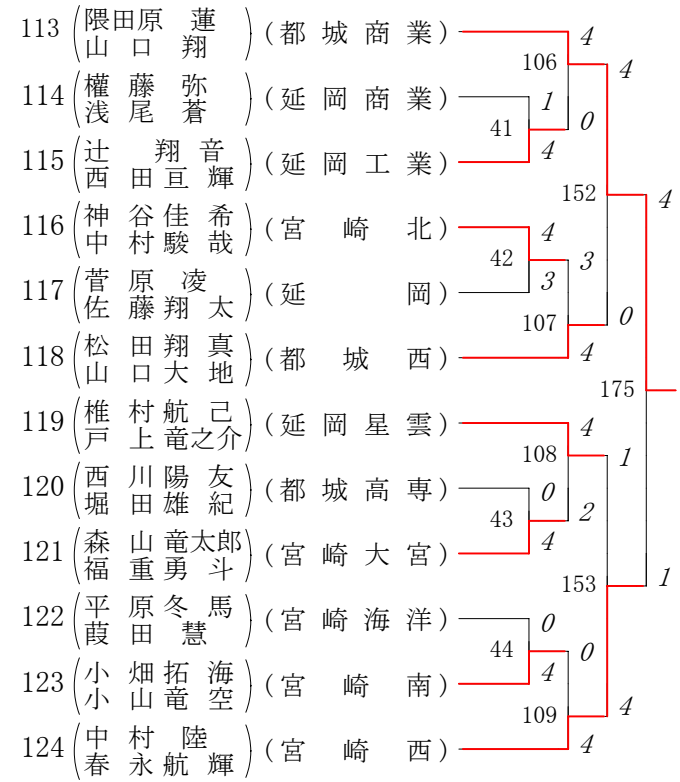 113 (隈田原 蓮 山口 翔) (都城商業)
114 (權藤 弥 浅尾 蒼) (延岡商業)
115 (辻 翔音 西田亘輝) (延岡工業)
116 (神谷佳希 中村駿哉) (宮崎北)
117 (菅原 凌 佐藤翔太) (延岡)
118 (松田翔真 山口大地) (都城西)
119 (椎村航己 戸上竜之介) (延岡星雲)
120 (西川陽友 堀田雄紀) (都城高専)
121 (森山竜太郎 福重勇斗) (宮崎大宮)
122 (平原冬馬 葭田 慧) (宮崎海洋)
123 (小畑拓海 小山竜空) (宮崎南)
124 (中村 陸 春永航輝) (宮崎西)
4
106
4
1
0
41
4
152
4
4
42
3
3
107
0
4
175
4
108
1
0
2
43
4
153
1
0
44
0
4
109
4
4